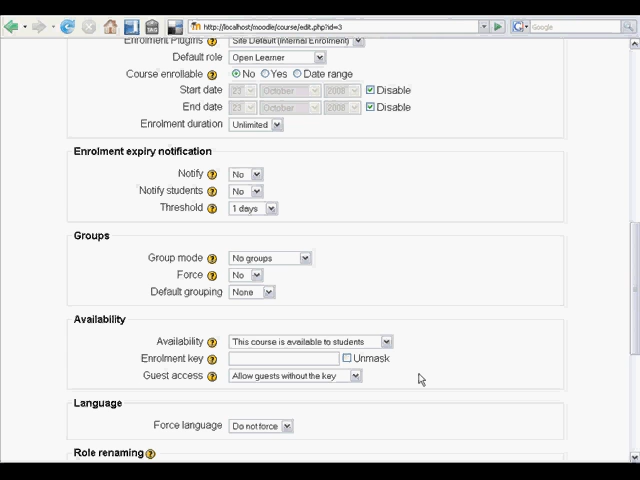 http://localhost/moodle/course/edit.php?id=3
Google
Enrolment Plugins Site Default (Internal Enrolment)
Default role Open Learner
Course enrollable No Yes Date range
Start date 23 October 2008 Disable
End date 23 October 2008 Disable
Enrolment duration Unlimited
Enrolment expiry notification
Notify No
Notify students No
Threshold 1 days
Groups
Group mode No groups
Force No
Default grouping None
Availability
Availability This course is available to students
Enrolment key Unmask
Guest access Allow guests without the key
Language
Force language Do not force
Role renaming